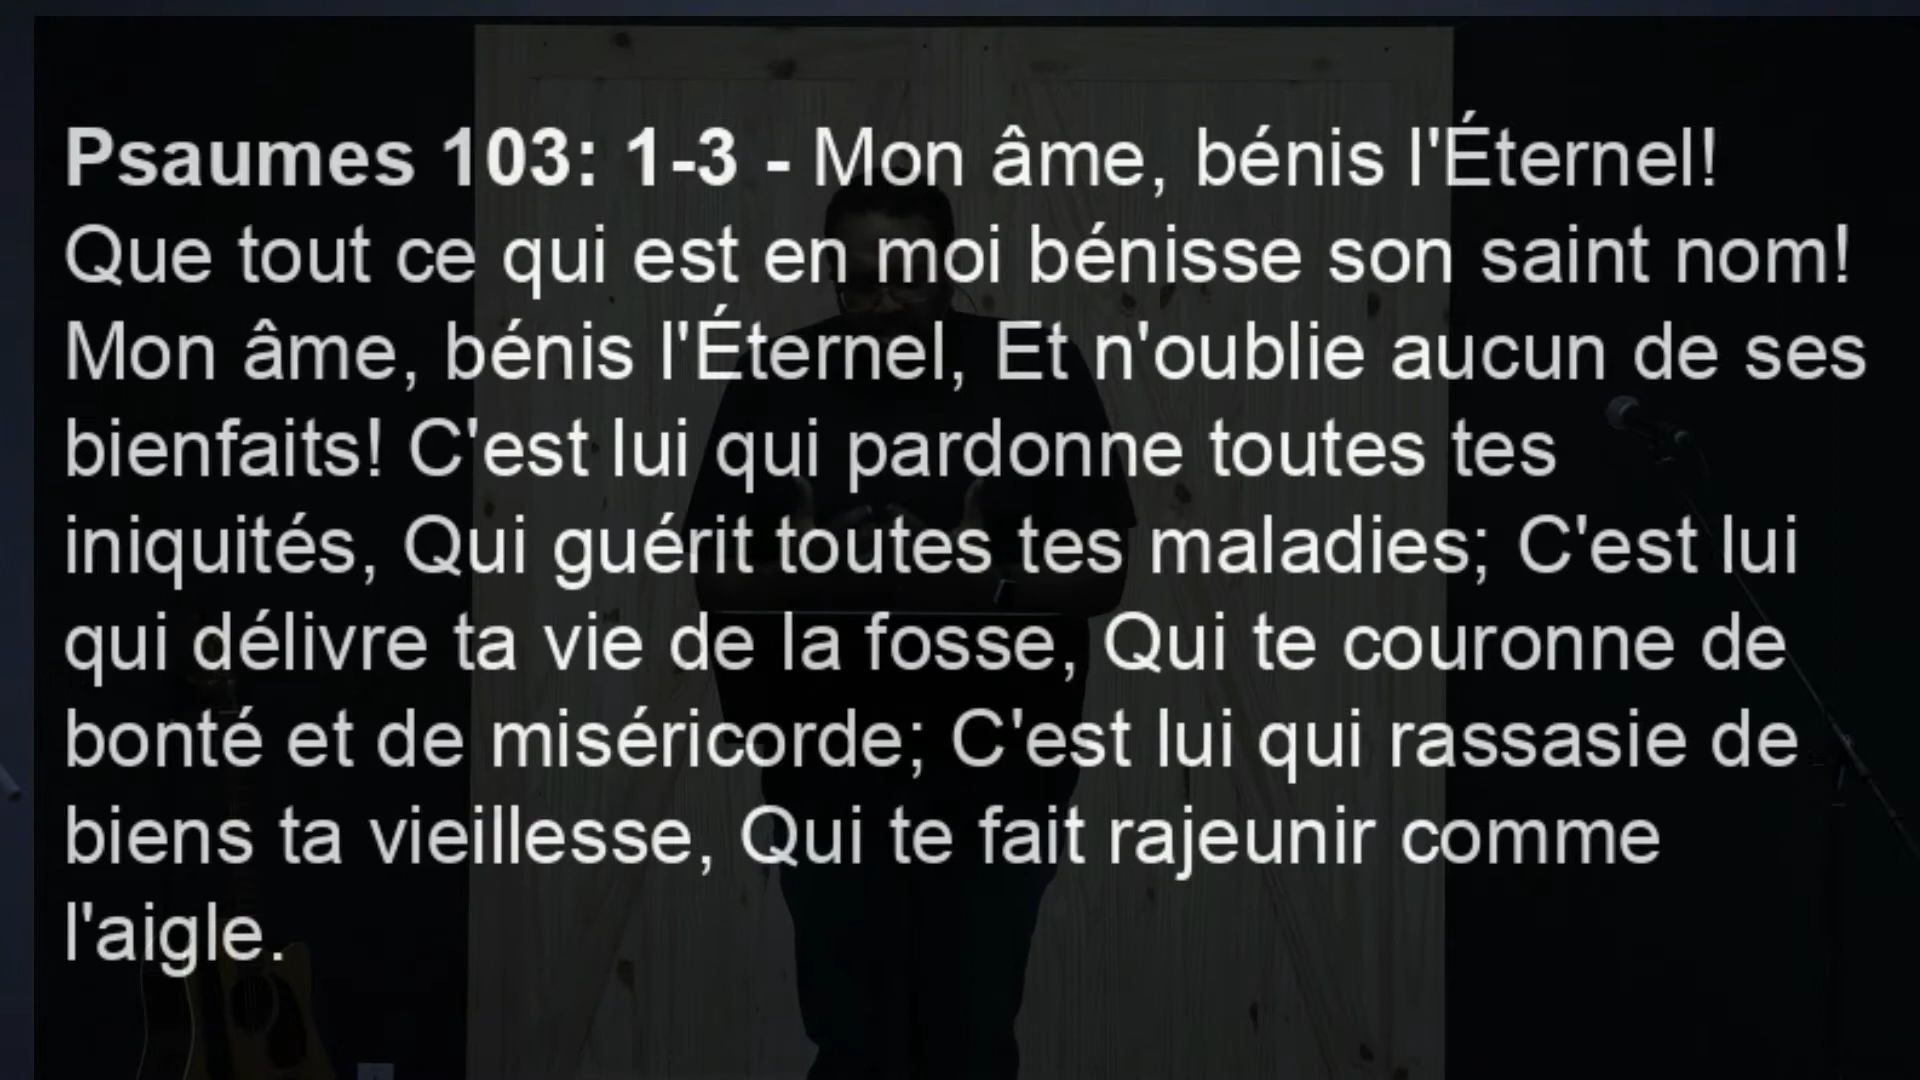 Psaumes 103: 1-3 - Mon âme, bénis l'Éternel!
Que tout ce qui est en moi bénisse son saint nom!
Mon âme, bénis l'Éternel, Et n'oublie aucun de ses
bienfaits! C'est lui qui pardonne toutes tes
iniquités, Qui guérit toutes tes maladies; C'est lui
qui délivre ta vie de la fosse, Qui te couronne de
bonté et de miséricorde; C'est lui qui rassasie de
biens ta vieillesse, Qui te fait rajeunir comme
l'aigle.